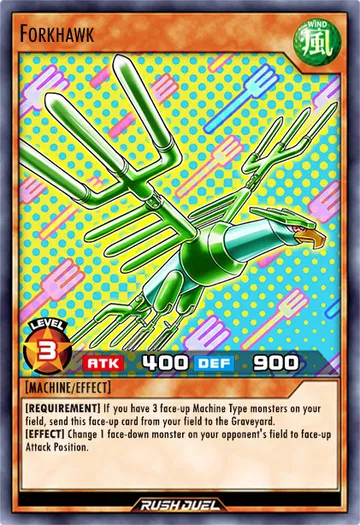 FORKHAWK
WIND
風
LEVEL
3
ATK 400 DEF 900
[MACHINE/EFFECT]
[REQUIREMENT] If you have 3 face-up Machine Type monsters on your
field, send this face-up card from your field to the Graveyard.
[EFFECT] Change 1 face-down monster on your opponent's field to face-up
Attack Position.
RUSH DUEL